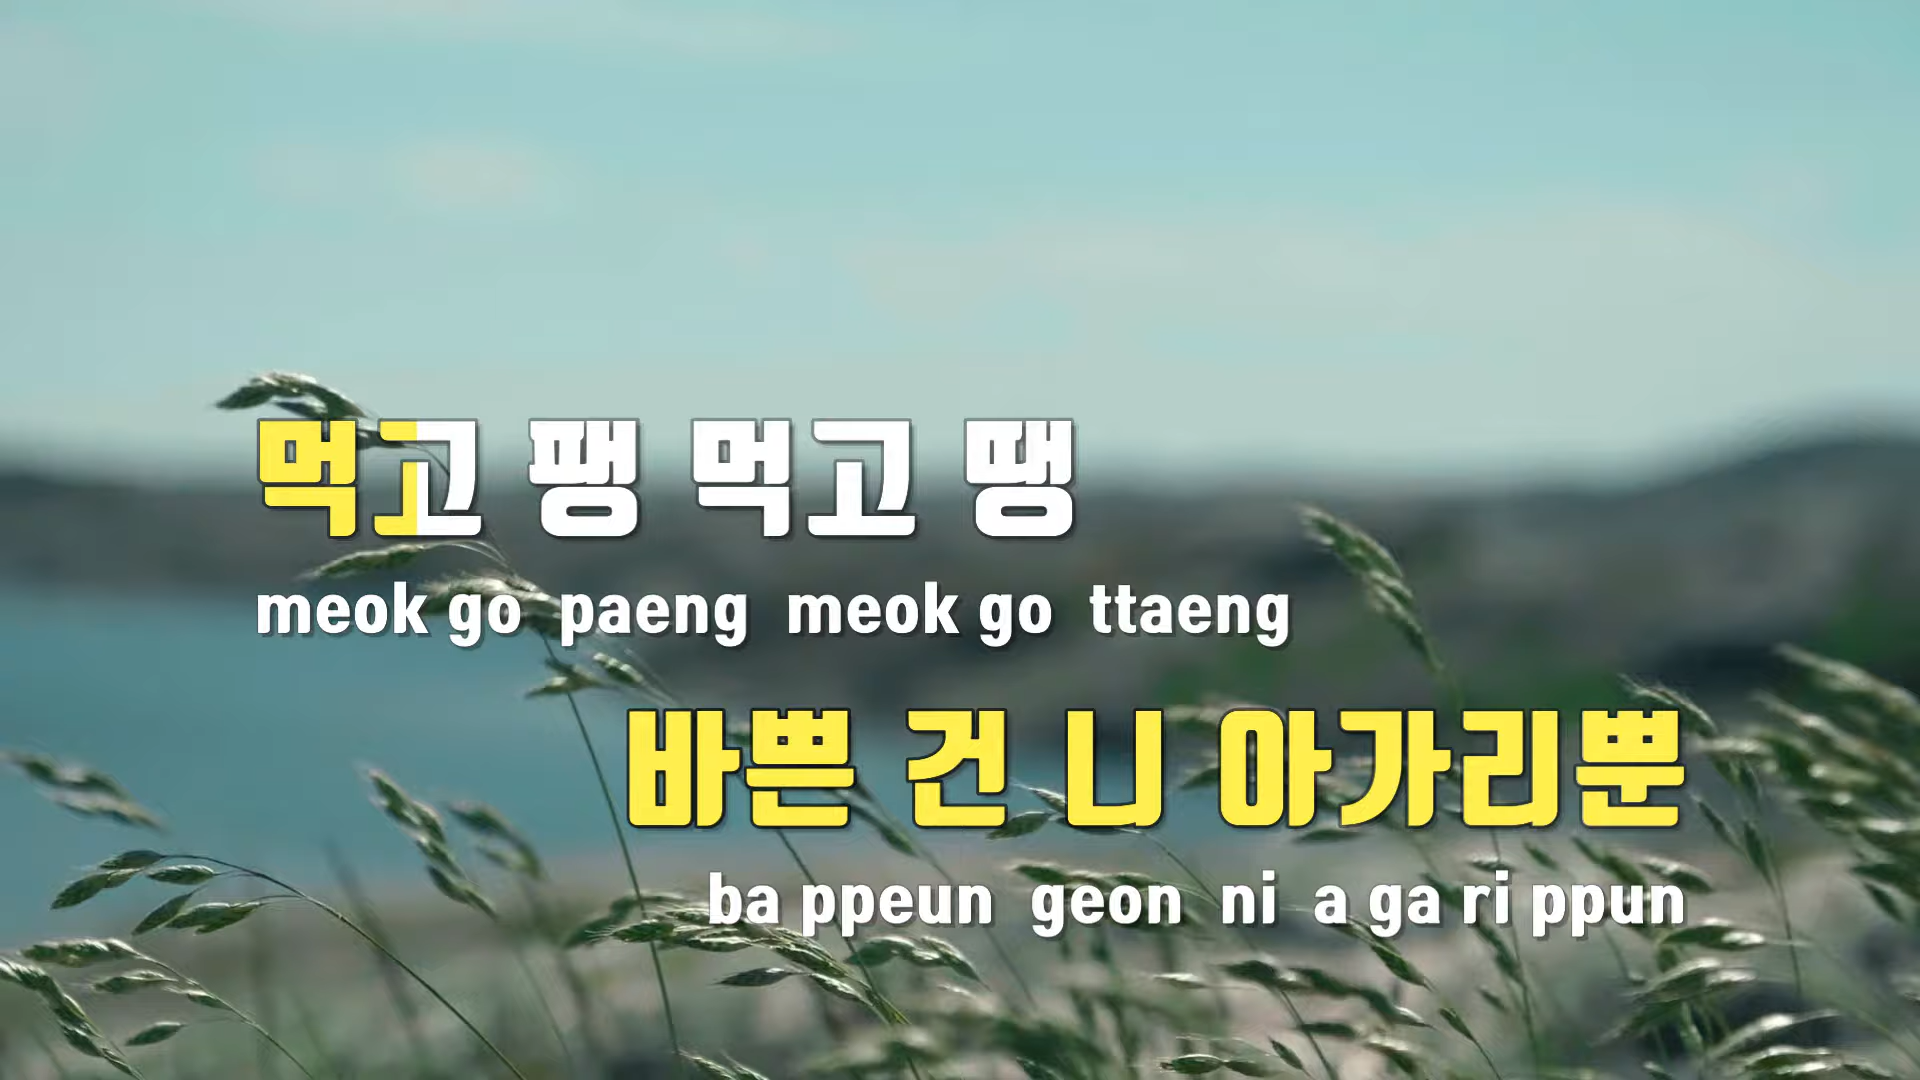 먹고 팽 먹고 땡
meok go paeng meok go ttaeng
바쁜 건 니 아가리뿐
ba ppeun geon ni a ga ri ppun